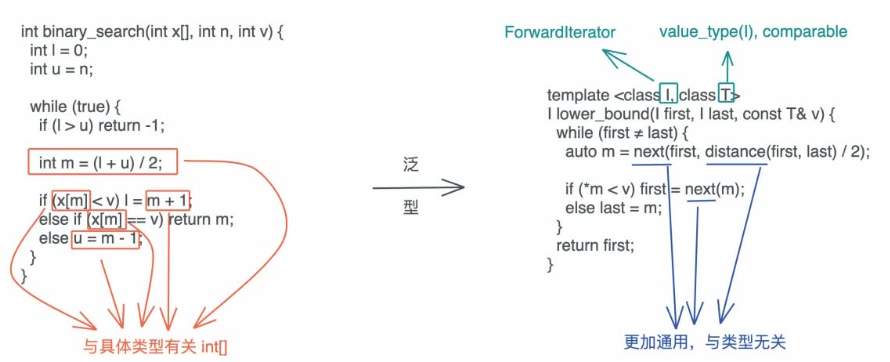 int binary_search(int x[], int n, int v) {
int l = 0;
int u = n;
while (true) {
if (l > u) return -1;
int m = (l + u) / 2;
if (x[m] < v) l = m + 1;
else if (x[m] == v) return m;
else u = m - 1;
}
}
与具体类型有关 int[]
泛
型
ForwardIterator
value_type(I), comparable
template <class I, class T>
I lower_bound(I first, I last, const T& v) {
while (first ≠ last) {
auto m = next(first, distance(first, last) / 2);
if (*m < v) first = next(m);
else last = m;
}
return first;
}
更加通用，与类型无关